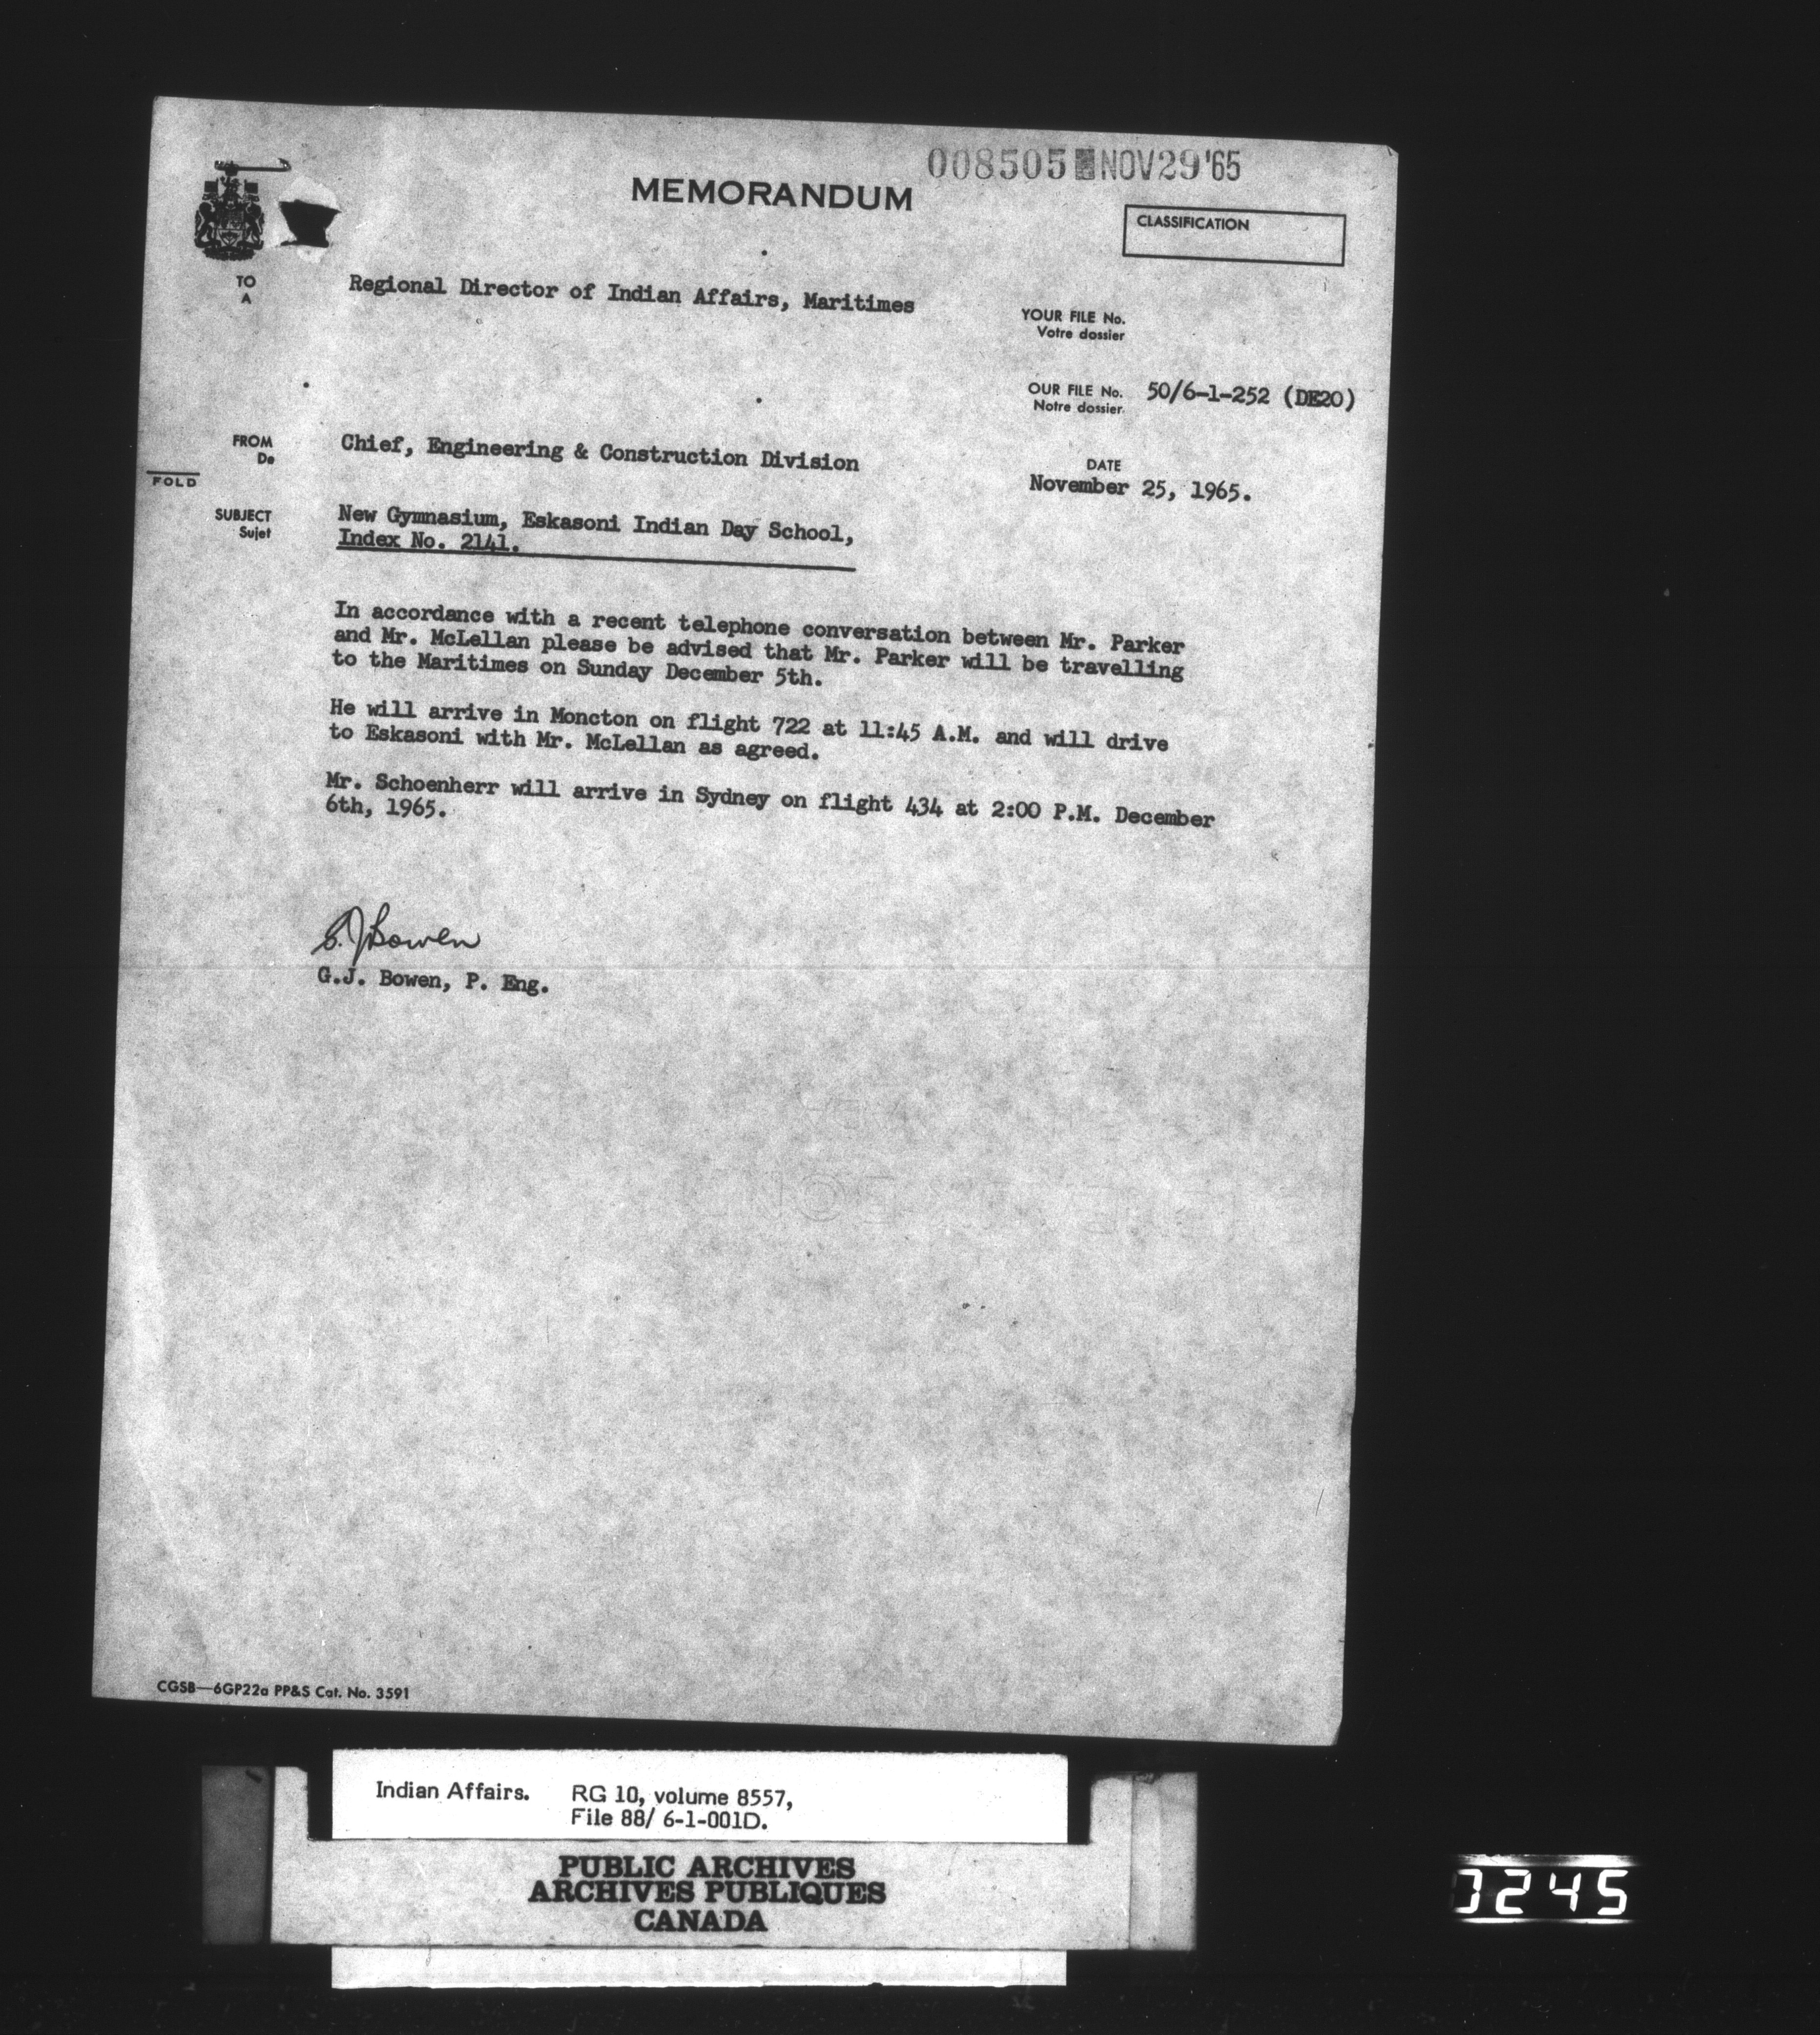 008505 NOV29'65
MEMORANDUM
CLASSIFICATION
TO
A
Regional Director of Indian Affairs, Maritimes
YOUR FILE No.
Votre dossier
OUR FILE No. 50/6-1-252 (DE20)
Notre dossier
FROM
De
Chief, Engineering & Construction Division
DATE
November 25, 1965.
FOLD
SUBJECT
Sujet
New Gymnasium, Eskasoni Indian Day School,
Index No. 2141.
In accordance with a recent telephone conversation between Mr. Parker
and Mr. McLellan please be advised that Mr. Parker will be travelling
to the Maritimes on Sunday December 5th.
He will arrive in Moncton on flight 722 at 11:45 A.M. and will drive
to Eskasoni with Mr. McLellan as agreed.
Mr. Schoenherr will arrive in Sydney on flight 434 at 2:00 P.M. December
6th, 1965.
G.J Bowen
G.J. Bowen, P. Eng.
CGSB—6GP22a PP&S Cat. No. 3591
Indian Affairs. RG 10, volume 8557,
File 88/ 6-1-001D.
PUBLIC ARCHIVES
ARCHIVES PUBLIQUES
CANADA
0245